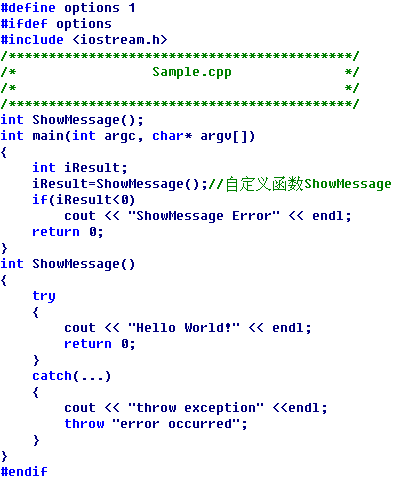 #define options 1
#ifdef options
#include <iostream.h>
/*******************************************/
/*                 Sample.cpp              */
/*                                         */
/*******************************************/
int ShowMessage();
int main(int argc, char* argv[])
{
    int iResult;
    iResult=ShowMessage();//自定义函数ShowMessage
    if(iResult<0)
        cout << "ShowMessage Error" << endl;
    return 0;
}
int ShowMessage()
{
    try
    {
        cout << "Hello World!" << endl;
        return 0;
    }
    catch(...)
    {
        cout << "throw exception" <<endl;
        throw "error occurred";
    }
}
#endif